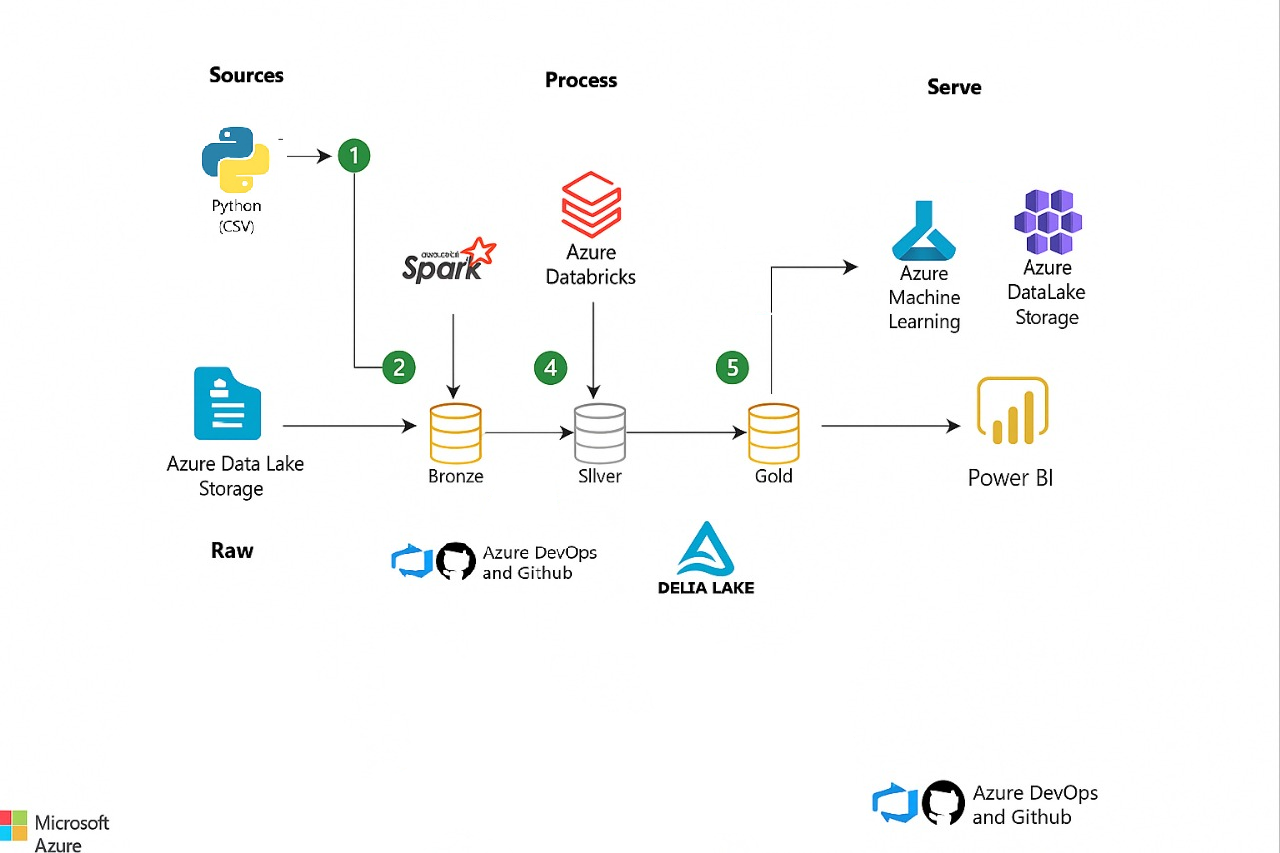 Sources
Process
Serve
1
Python
(CSV)
Spark
Azure
Databricks
Azure
Machine
Learning
Azure
DataLake
Storage
2
4
5
Azure Data Lake
Storage
Bronze
SIlver
Gold
Power BI
Raw
Azure DevOps
and Github
DELIA LAKE
Azure DevOps
and Github
Microsoft
Azure